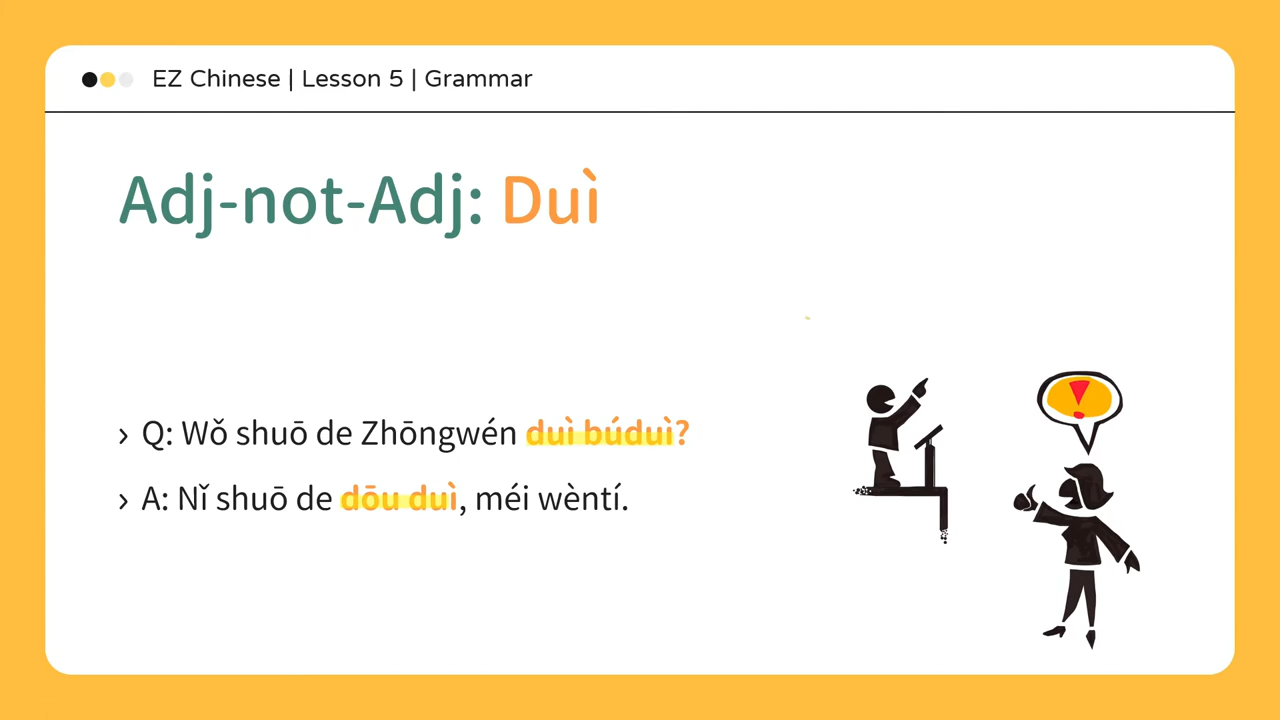 EZ Chinese | Lesson 5 | Grammar
Adj-not-Adj: Duì
› Q: Wǒ shuō de Zhōngwén duì búduì?
› A: Nǐ shuō de dōu duì, méi wèntí.